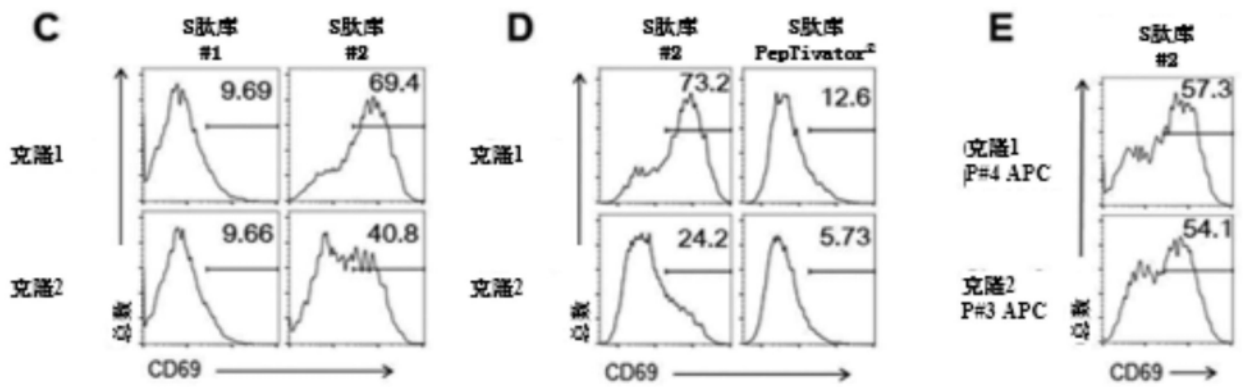 C
S肽库
#1
S肽库
#2
9.69
69.4
克隆1
9.66
40.8
克隆2
总数
CD69
D
S肽库
#2
S肽库
PepTivator
73.2
12.6
克隆1
24.2
5.73
克隆2
总数
CD69
E
S肽库
#2
57.3
克隆1
P#4 APC
54.1
克隆2
P#3 APC
总数
CD69